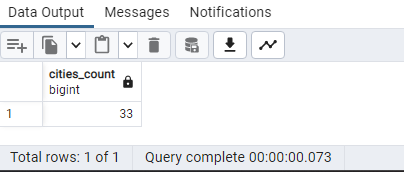 Data Output Messages Notifications
cities_count
bigint
1 33
Total rows: 1 of 1 Query complete 00:00:00.073